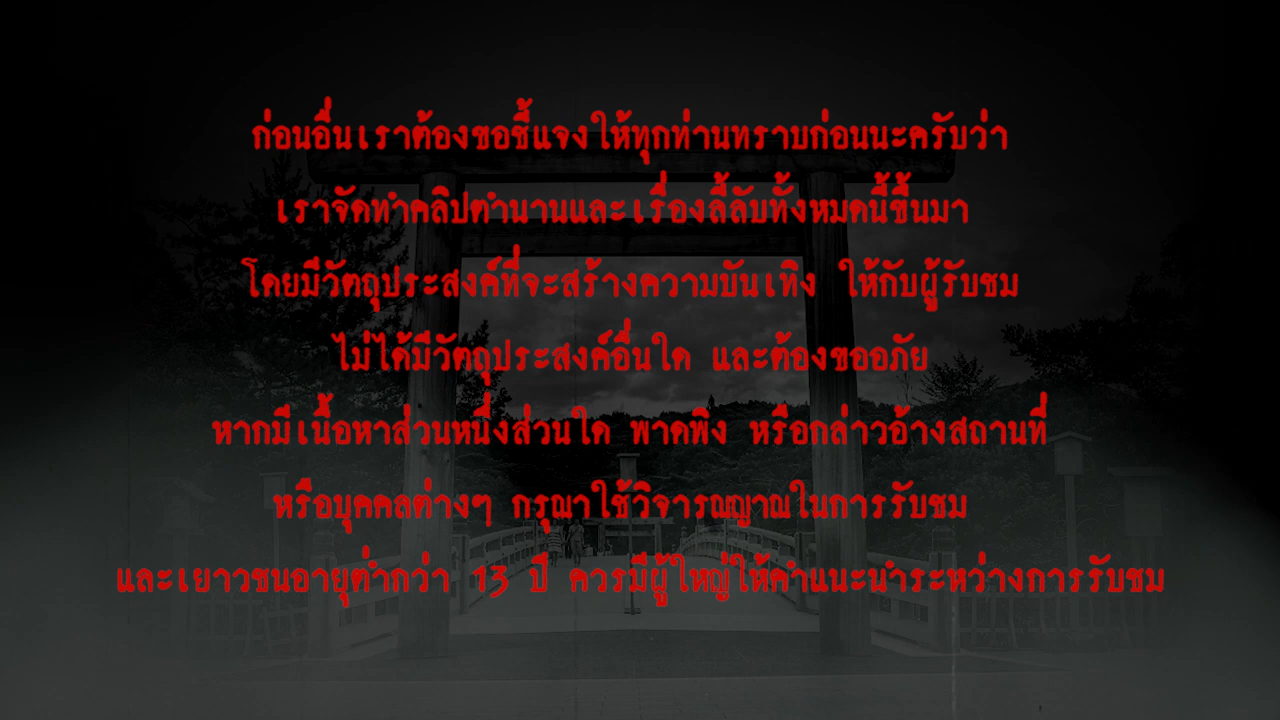 ก่อนอื่นเราต้องขอชี้แจงให้ทุกท่านทราบก่อนนะครับว่า
เราจัดทำคลิปตำนานและเรื่องลี้ลับทั้งหมดนี้ขึ้นมา
โดยมีวัตถุประสงค์ที่จะสร้างความบันเทิง ให้กับผู้รับชม
ไม่ได้มีวัตถุประสงค์อื่นใด และต้องขออภัย
หากมีเนื้อหาส่วนหนึ่งส่วนใด พาดพิง หรือกล่าวอ้างสถานที่
หรือบุคคลต่างๆ กรุณาใช้วิจารณญาณในการรับชม
และเยาวชนอายุต่ำกว่า 13 ปี ควรมีผู้ใหญ่ให้คำแนะนำระหว่างการรับชม